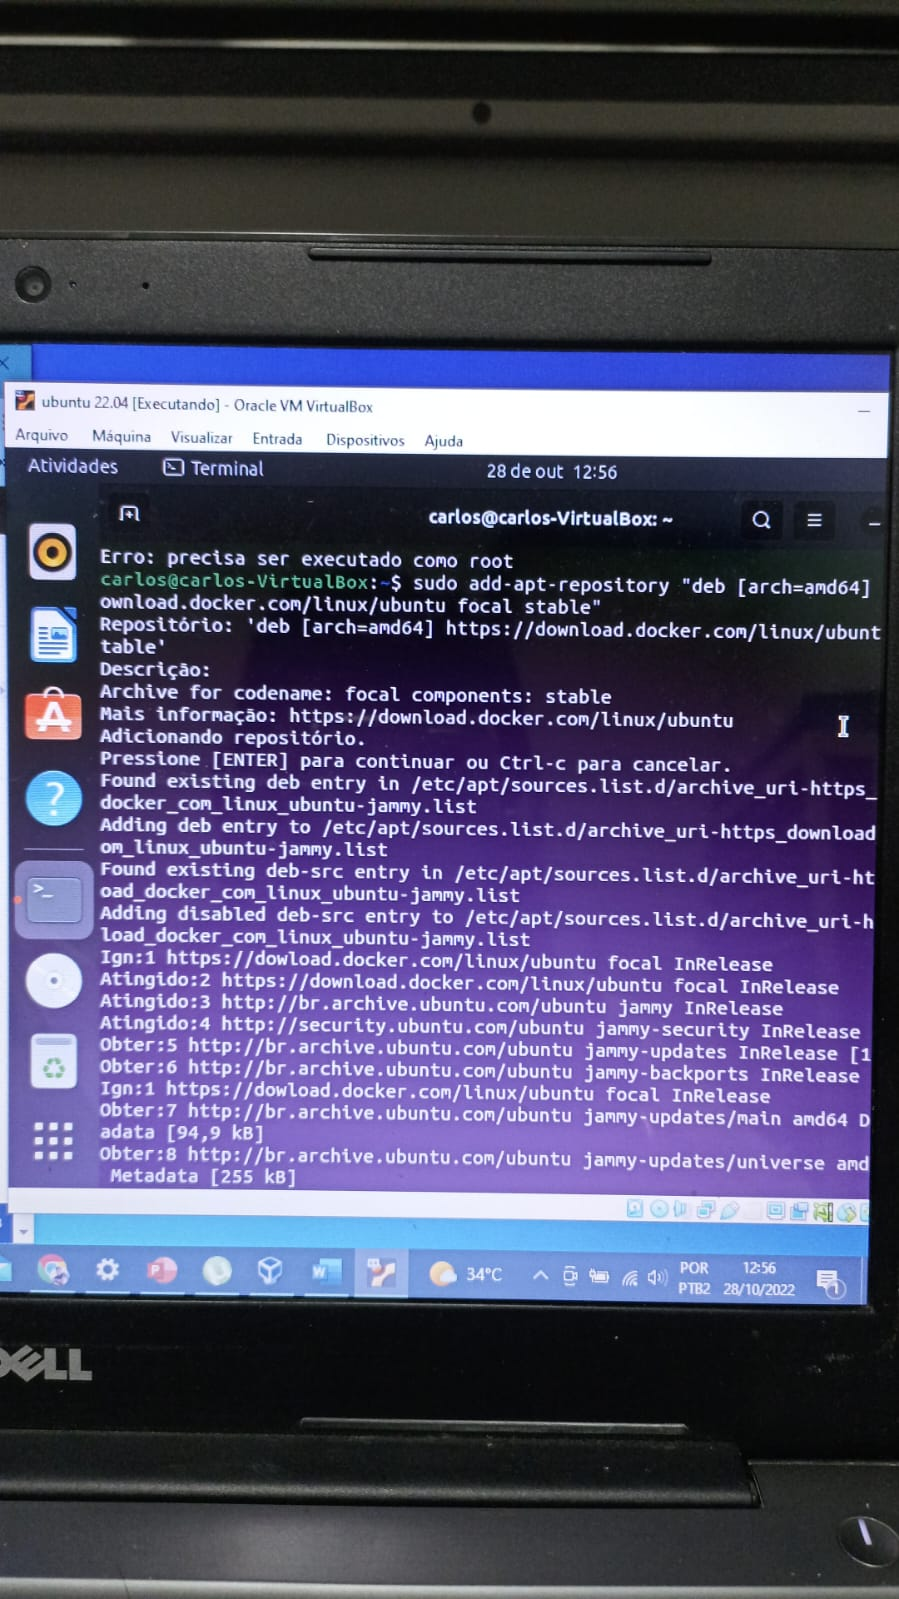 ubuntu 22.04 [Executando] - Oracle VM VirtualBox
Arquivo Máquina Visualizar Entrada Dispositivos Ajuda
Atividades Terminal 28 de out 12:56
carlos@carlos-VirtualBox: ~
Erro: precisa ser executado como root
carlos@carlos-VirtualBox:~$ sudo add-apt-repository "deb [arch=amd64]
ownload.docker.com/linux/ubuntu focal stable"
Repositório: 'deb [arch=amd64] https://download.docker.com/linux/ubunt
table'
Descrição:
Archive for codename: focal components: stable
Mais informação: https://download.docker.com/linux/ubuntu
Adicionando repositório.
Pressione [ENTER] para continuar ou Ctrl-c para cancelar.
Found existing deb entry in /etc/apt/sources.list.d/archive_uri-https_
docker_com_linux_ubuntu-jammy.list
Adding deb entry to /etc/apt/sources.list.d/archive_uri-https_download
om_linux_ubuntu-jammy.list
Found existing deb-src entry in /etc/apt/sources.list.d/archive_uri-ht
oad_docker_com_linux_ubuntu-jammy.list
Adding disabled deb-src entry to /etc/apt/sources.list.d/archive_uri-h
load_docker_com_linux_ubuntu-jammy.list
Ign:1 https://dowload.docker.com/linux/ubuntu focal InRelease
Atingido:2 https://download.docker.com/linux/ubuntu focal InRelease
Atingido:3 http://br.archive.ubuntu.com/ubuntu jammy InRelease
Atingido:4 http://security.ubuntu.com/ubuntu jammy-security InRelease
Obter:5 http://br.archive.ubuntu.com/ubuntu jammy-updates InRelease [1
Obter:6 http://br.archive.ubuntu.com/ubuntu jammy-backports InRelease
Ign:1 https://dowload.docker.com/linux/ubuntu focal InRelease
Obter:7 http://br.archive.ubuntu.com/ubuntu jammy-updates/main amd64 D
adata [94,9 kB]
Obter:8 http://br.archive.ubuntu.com/ubuntu jammy-updates/universe amd
Metadata [255 kB]
34°C POR 12:56
PTB2 28/10/2022 1
DELL